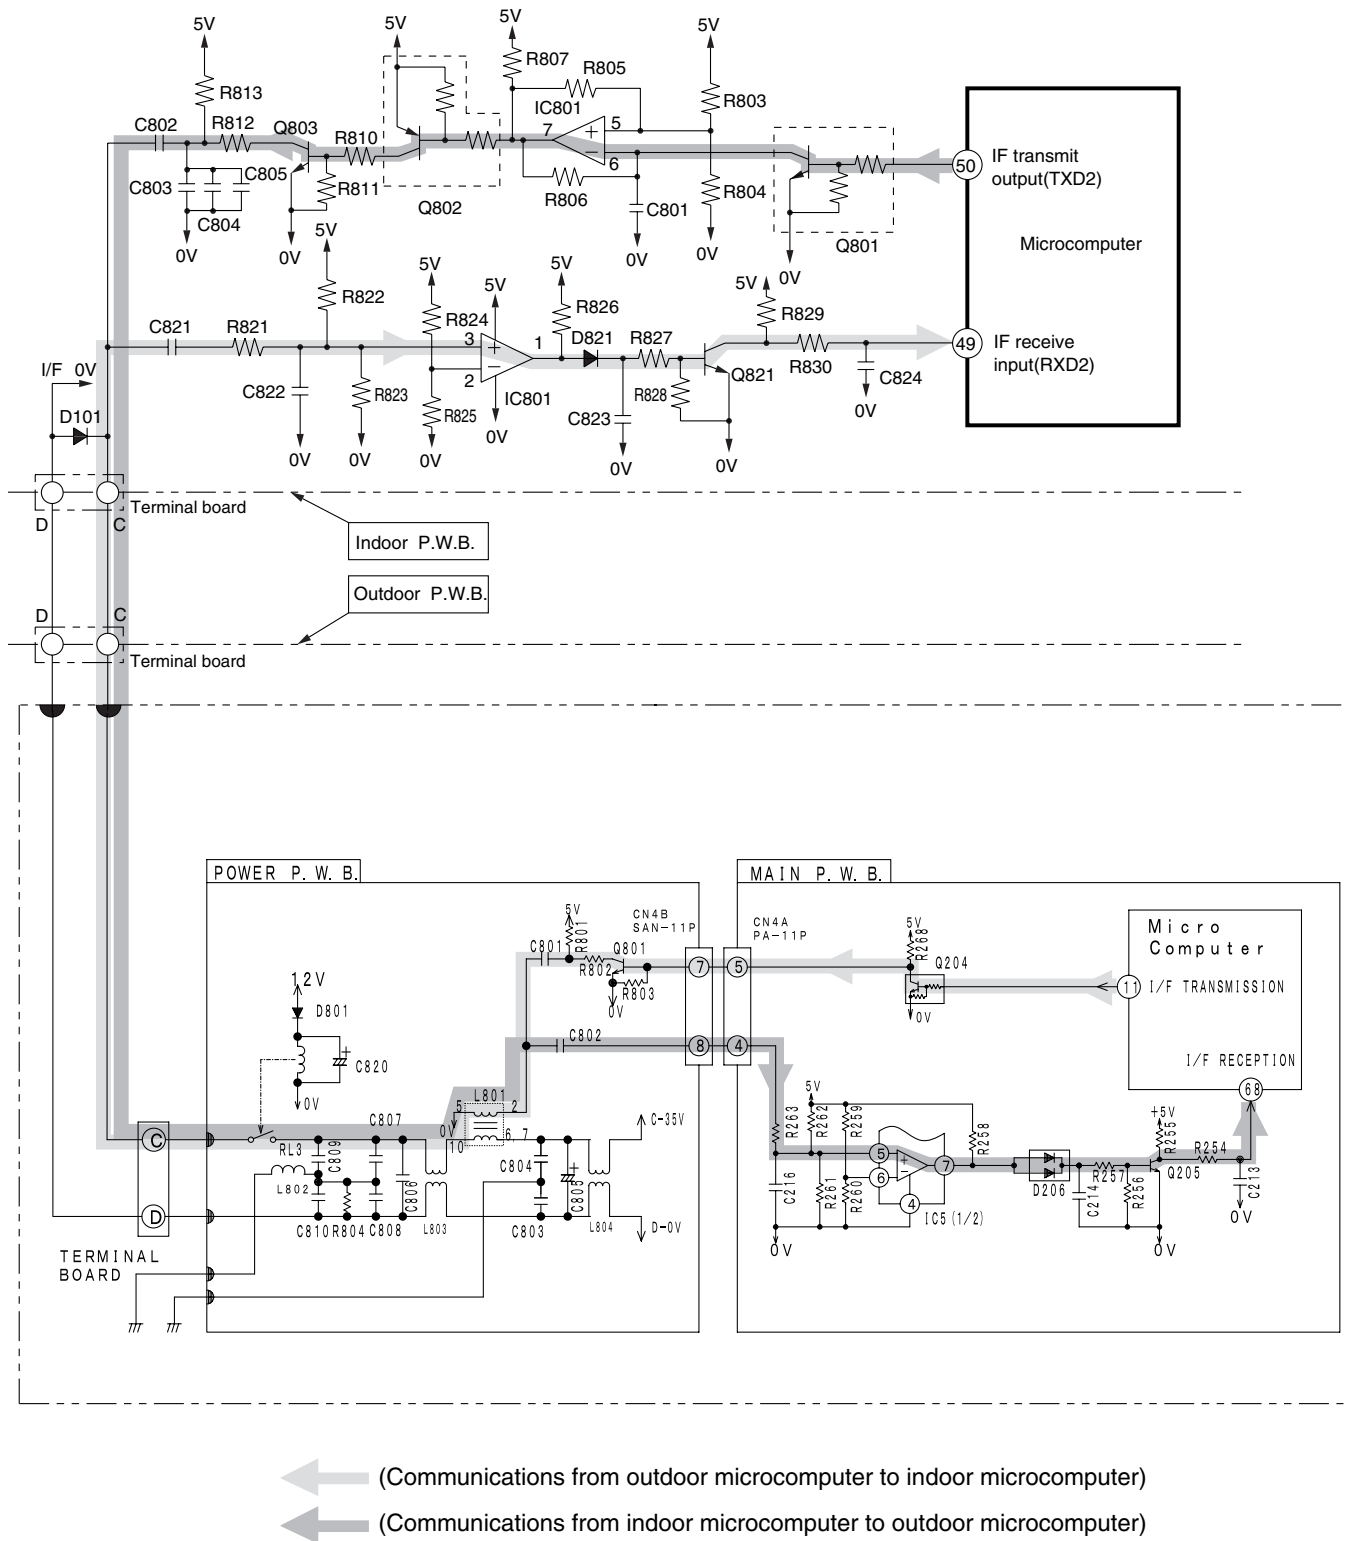 5V
5V
5V
5V
R813
R807
R805
R803
C802
R812
Q803
R810
IC801
7
5
6
50
IF transmit
output(TXD2)
C803
C805
C804
R811
Q802
R806
C801
R804
Q801
Microcomputer
0V
0V
0V
0V
0V
5V
R822
5V
R824
5V
5V
R826
5V
R829
C821
R821
3
1
D821
R827
49
IF receive
input(RXD2)
2
IC801
Q821
R830
C824
I/F 0V
C822
R823
R825
C823
R828
D101
0V
0V
0V
0V
0V
0V
0V
Terminal board
D
C
Indoor P.W.B.
Outdoor P.W.B.
D
C
Terminal board
POWER P. W. B.
MAIN P. W. B.
5V
R801
C801
R802
Q801
R803
0V
CN4B
SAN-11P
CN4A
PA-11P
5V
R268
Q204
0V
Micro
Computer
7
5
11
I/F TRANSMISSION
12V
D801
C820
0V
C802
8
4
I/F RECEPTION
68
L801
5
2
0V
10
6, 7
C-35V
5V
R263
R262
R259
R258
+5V
R255
R254
C
RL3
C809
C807
C804
5
6
7
4
L802
C806
C805
C216
R261
R260
D206
C214
R257
R256
Q205
C213
D
C810
R804
C808
L803
C803
L804
D-0V
IC5(1/2)
0V
0V
0V
TERMINAL
BOARD
(Communications from outdoor microcomputer to indoor microcomputer)
(Communications from indoor microcomputer to outdoor microcomputer)